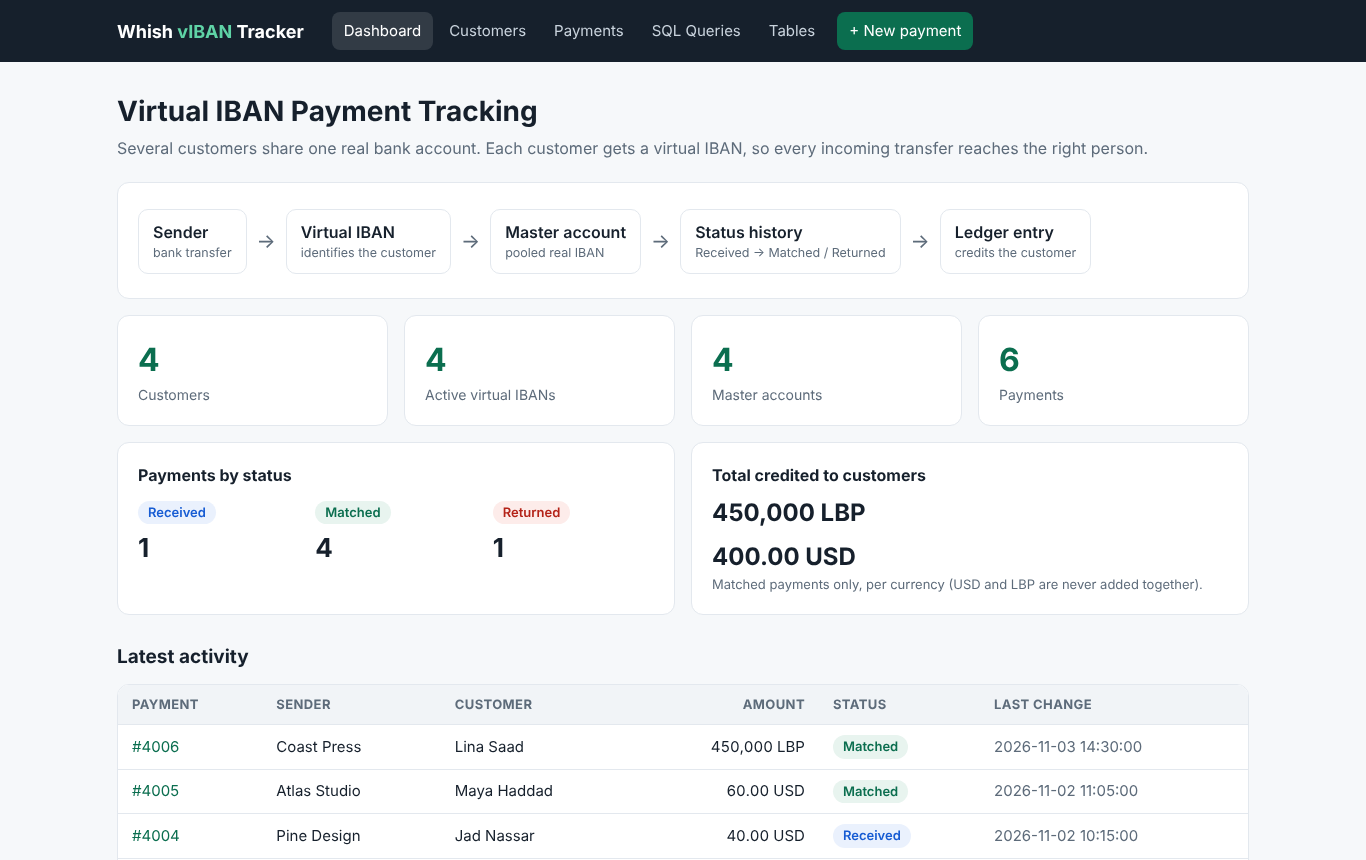 Whish vIBAN Tracker
Dashboard
Customers
Payments
SQL Queries
Tables
+ New payment
Virtual IBAN Payment Tracking
Several customers share one real bank account. Each customer gets a virtual IBAN, so every incoming transfer reaches the right person.
Sender
bank transfer
→
Virtual IBAN
identifies the customer
→
Master account
pooled real IBAN
→
Status history
Received → Matched / Returned
→
Ledger entry
credits the customer
4
Customers
4
Active virtual IBANs
4
Master accounts
6
Payments
Payments by status
Received
1
Matched
4
Returned
1
Total credited to customers
450,000 LBP
400.00 USD
Matched payments only, per currency (USD and LBP are never added together).
Latest activity
PAYMENT SENDER CUSTOMER AMOUNT STATUS LAST CHANGE
#4006 Coast Press Lina Saad 450,000 LBP Matched 2026-11-03 14:30:00
#4005 Atlas Studio Maya Haddad 60.00 USD Matched 2026-11-02 11:05:00
#4004 Pine Design Jad Nassar 40.00 USD Received 2026-11-02 10:15:00